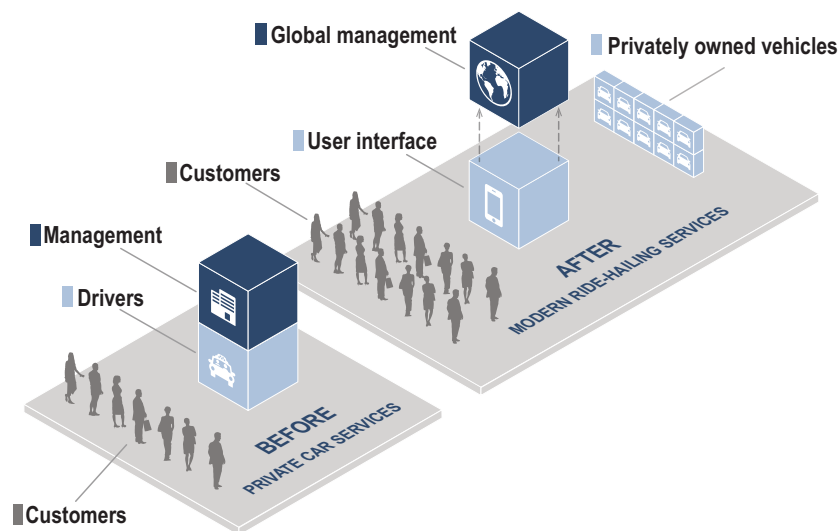 Global management
Privately owned vehicles
User interface
Customers
Management
Drivers
AFTER
MODERN RIDE-HAILING SERVICES
BEFORE
PRIVATE CAR SERVICES
Customers